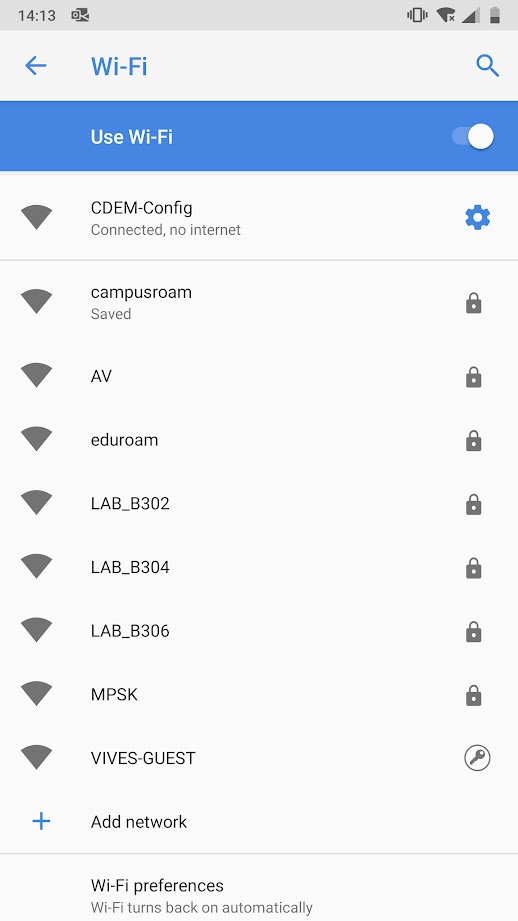 14:13
Wi-Fi
Use Wi-Fi
CDEM-Config
Connected, no internet
campusroam
Saved
AV
eduroam
LAB_B302
LAB_B304
LAB_B306
MPSK
VIVES-GUEST
Add network
Wi-Fi preferences
Wi-Fi turns back on automatically